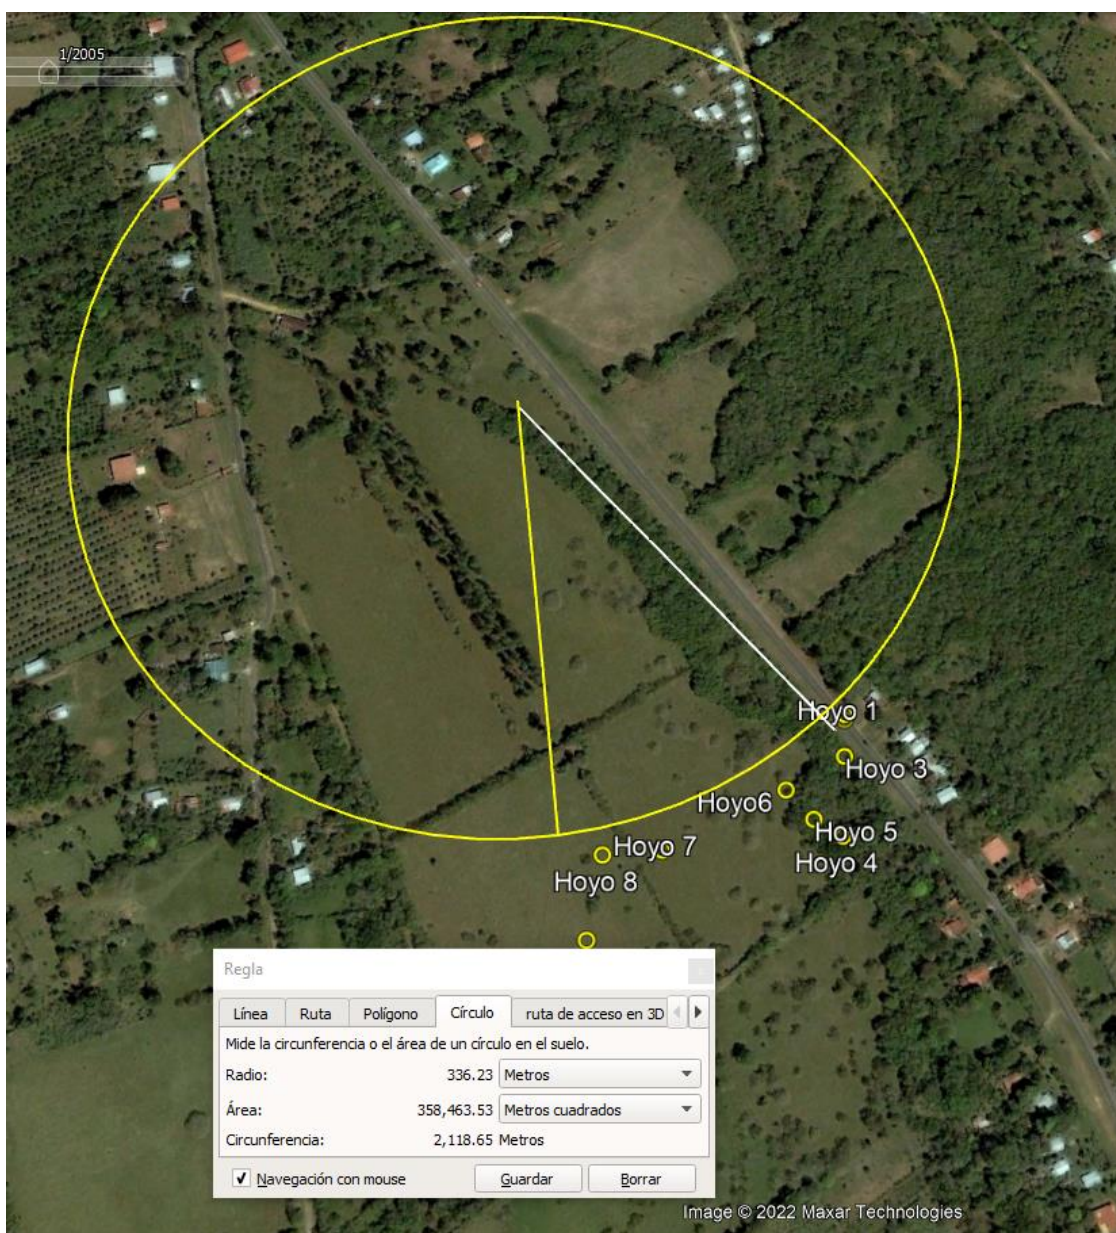 1/2005
Hoyo 1
Hoyo 3
Hoyo6
Hoyo 5
Hoyo 4
Hoyo 7
Hoyo 8
Regla
Línea Ruta Polígono Círculo ruta de acceso en 3D
Mide la circunferencia o el área de un círculo en el suelo.
Radio: 336.23 Metros
Área: 358,463.53 Metros cuadrados
Circunferencia: 2,118.65 Metros
Navegación con mouse Guardar Borrar
Image © 2022 Maxar Technologies